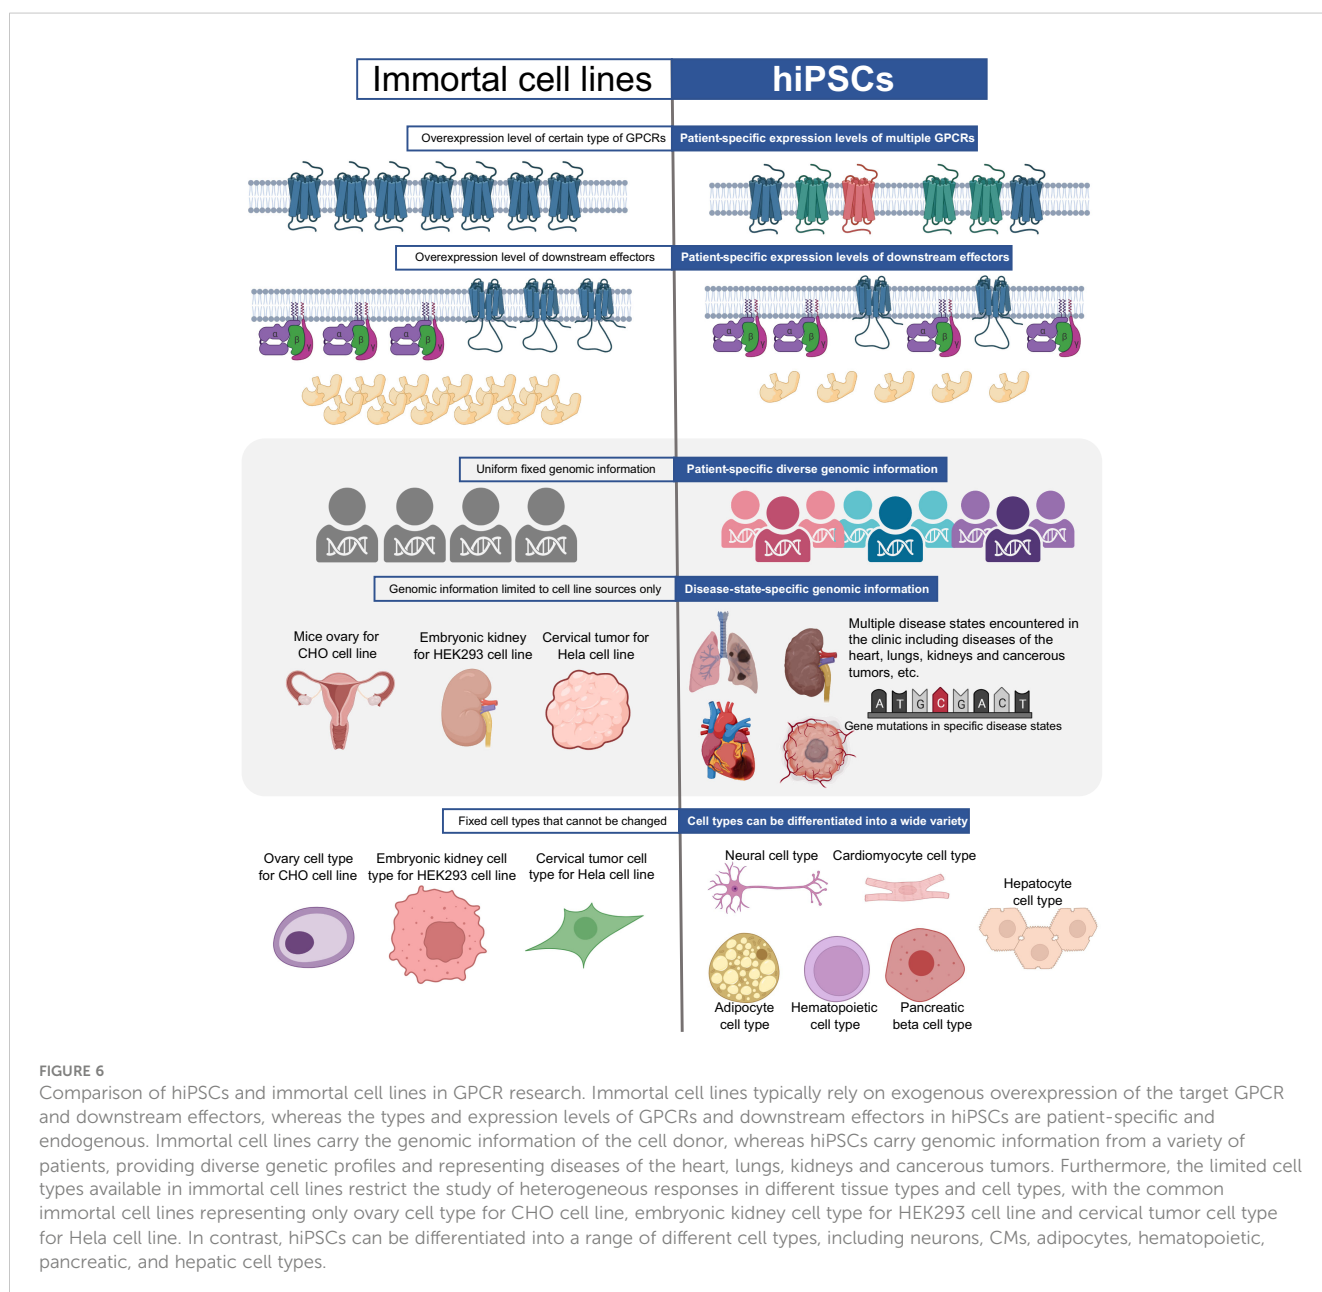 Immortal cell lines
hiPSCs
Overexpression level of certain type of GPCRs
Patient-specific expression levels of multiple GPCRs
Overexpression level of downstream effectors
Patient-specific expression levels of downstream effectors
α
β
γ
α
β
γ
α
β
γ
α
β
γ
α
β
γ
α
β
γ
α
β
γ
Uniform fixed genomic information
Patient-specific diverse genomic information
Genomic information limited to cell line sources only
Disease-state-specific genomic information
Mice ovary for
CHO cell line
Embryonic kidney
for HEK293 cell line
Cervical tumor for
Hela cell line
Multiple disease states encountered in
the clinic including diseases of the
heart, lungs, kidneys and cancerous
tumors, etc.
A T G C G A C T
Gene mutations in specific disease states
Fixed cell types that cannot be changed
Cell types can be differentiated into a wide variety
Ovary cell type
for CHO cell line
Embryonic kidney cell
type for HEK293 cell line
Cervical tumor cell
type for Hela cell line
Neural cell type
Cardiomyocyte cell type
Hepatocyte
cell type
Adipocyte
cell type
Hematopoietic
cell type
Pancreatic
beta cell type
FIGURE 6
Comparison of hiPSCs and immortal cell lines in GPCR research. Immortal cell lines typically rely on exogenous overexpression of the target GPCR
and downstream effectors, whereas the types and expression levels of GPCRs and downstream effectors in hiPSCs are patient-specific and
endogenous. Immortal cell lines carry the genomic information of the cell donor, whereas hiPSCs carry genomic information from a variety of
patients, providing diverse genetic profiles and representing diseases of the heart, lungs, kidneys and cancerous tumors. Furthermore, the limited cell
types available in immortal cell lines restrict the study of heterogeneous responses in different tissue types and cell types, with the common
immortal cell lines representing only ovary cell type for CHO cell line, embryonic kidney cell type for HEK293 cell line and cervical tumor cell type
for Hela cell line. In contrast, hiPSCs can be differentiated into a range of different cell types, including neurons, CMs, adipocytes, hematopoietic,
pancreatic, and hepatic cell types.